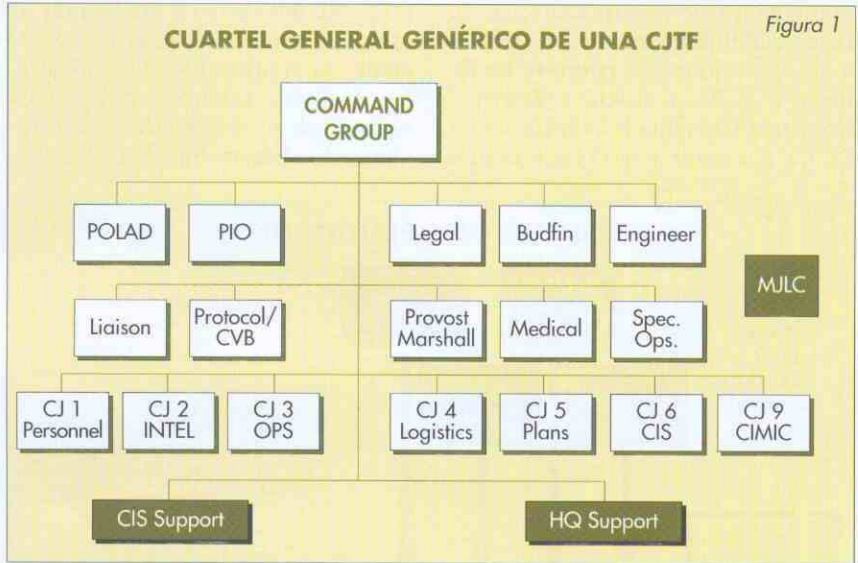 Figura 1
CUARTEL GENERAL GENÉRICO DE UNA CJTF
COMMAND
GROUP
POLAD
PIO
Legal
Budfin
Engineer
MJLC
Liaison
Protocol/
CVB
Provost
Marshall
Medical
Spec.
Ops.
CJ 1
Personnel
CJ 2
INTEL
CJ 3
OPS
CJ 4
Logistics
CJ 5
Plans
CJ 6
CIS
CJ 9
CIMIC
CIS Support
HQ Support